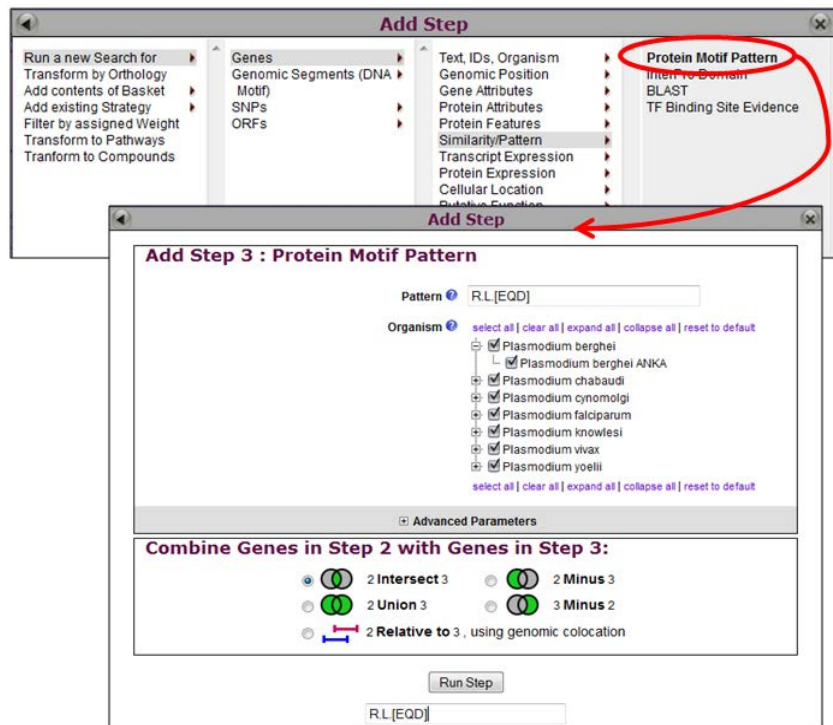 Add Step
Run a new Search for
Transform by Orthology
Add contents of Basket
Add existing Strategy
Filter by assigned Weight
Transform to Pathways
Tranform to Compounds
Genes
Genomic Segments (DNA
Motif)
SNPs
ORFs
Text, IDs, Organism
Genomic Position
Gene Attributes
Protein Attributes
Protein Features
Similarity/Pattern
Transcript Expression
Protein Expression
Cellular Location
Putative Function
Protein Motif Pattern
InterPro Domain
BLAST
TF Binding Site Evidence
Add Step
Add Step 3 : Protein Motif Pattern
Pattern R.L.[EQD]
Organism select all | clear all | expand all | collapse all | reset to default
Plasmodium berghei
Plasmodium berghei ANKA
Plasmodium chabaudi
Plasmodium cynomolgi
Plasmodium falciparum
Plasmodium knowlesi
Plasmodium vivax
Plasmodium yoelii
select all | clear all | expand all | collapse all | reset to default
Advanced Parameters
Combine Genes in Step 2 with Genes in Step 3:
2 Intersect 3 2 Minus 3
2 Union 3 3 Minus 2
2 Relative to 3 , using genomic colocation
Run Step
R.L.[EQD]